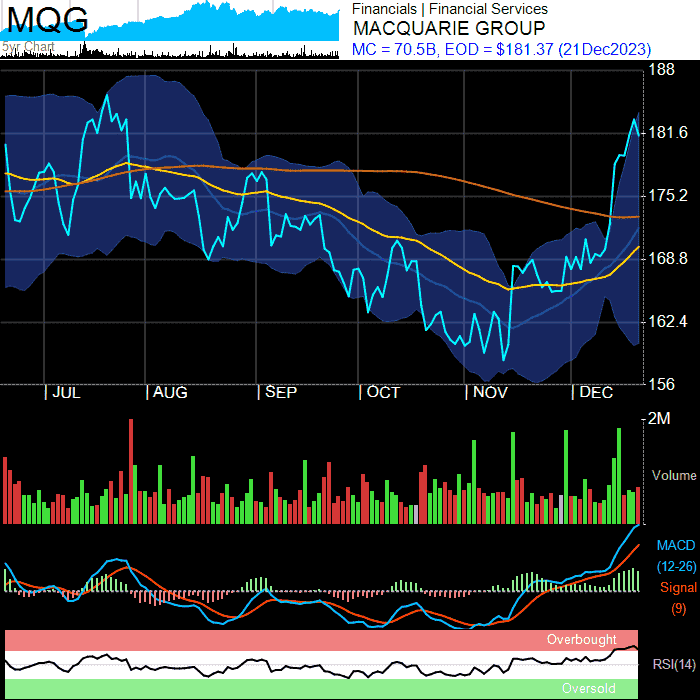 MQG
5yr Chart
Financials | Financial Services
MACQUARIE GROUP
MC = 70.5B, EOD = $181.37 (21Dec2023)
188
181.6
175.2
168.8
162.4
156
| JUL | AUG | SEP | OCT | NOV | DEC
2M
Volume
MACD
(12-26)
Signal
(9)
Overbought
RSI(14)
Oversold